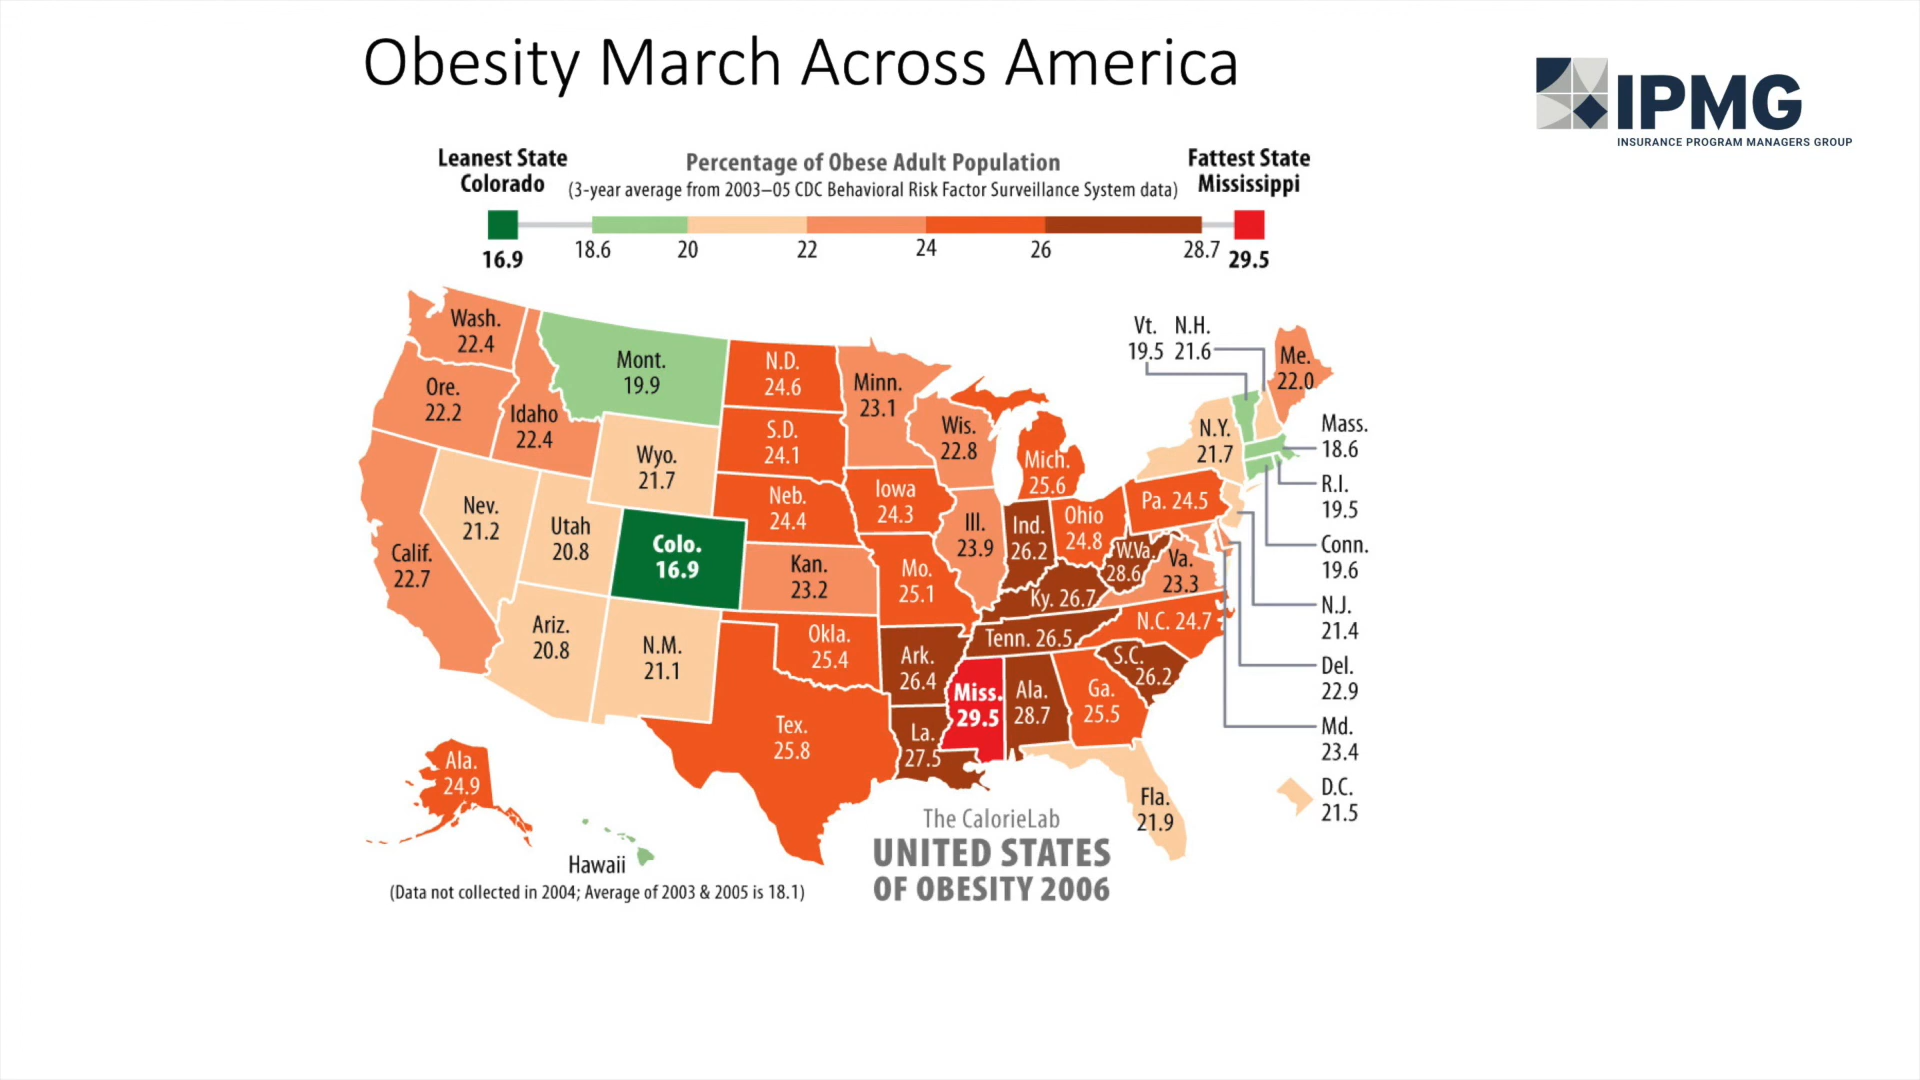 Obesity March Across America
IPMG
INSURANCE PROGRAM MANAGERS GROUP
Leanest State
Colorado
Percentage of Obese Adult Population
(3-year average from 2003–05 CDC Behavioral Risk Factor Surveillance System data)
Fattest State
Mississippi
16.9
18.6
20
22
24
26
28.7
29.5
Wash.
22.4
Ore.
22.2
Idaho
22.4
Mont.
19.9
Wyo.
21.7
Calif.
22.7
Nev.
21.2
Utah
20.8
Colo.
16.9
Ariz.
20.8
N.M.
21.1
N.D.
24.6
S.D.
24.1
Neb.
24.4
Kan.
23.2
Okla.
25.4
Tex.
25.8
Minn.
23.1
Iowa
24.3
Mo.
25.1
Ark.
26.4
La.
27.5
Wis.
22.8
Ill.
23.9
Mich.
25.6
Ind.
26.2
Ohio
24.8
Ky. 26.7
Tenn. 26.5
Miss.
29.5
Ala.
28.7
Ga.
25.5
Fla.
21.9
S.C.
26.2
N.C. 24.7
Va.
23.3
W.Va.
28.6
Pa. 24.5
N.Y.
21.7
Vt.
19.5
N.H.
21.6
Me.
22.0
Mass.
18.6
R.I.
19.5
Conn.
19.6
N.J.
21.4
Del.
22.9
Md.
23.4
D.C.
21.5
Ala.
24.9
Hawaii
(Data not collected in 2004; Average of 2003 & 2005 is 18.1)
The CalorieLab
UNITED STATES
OF OBESITY 2006